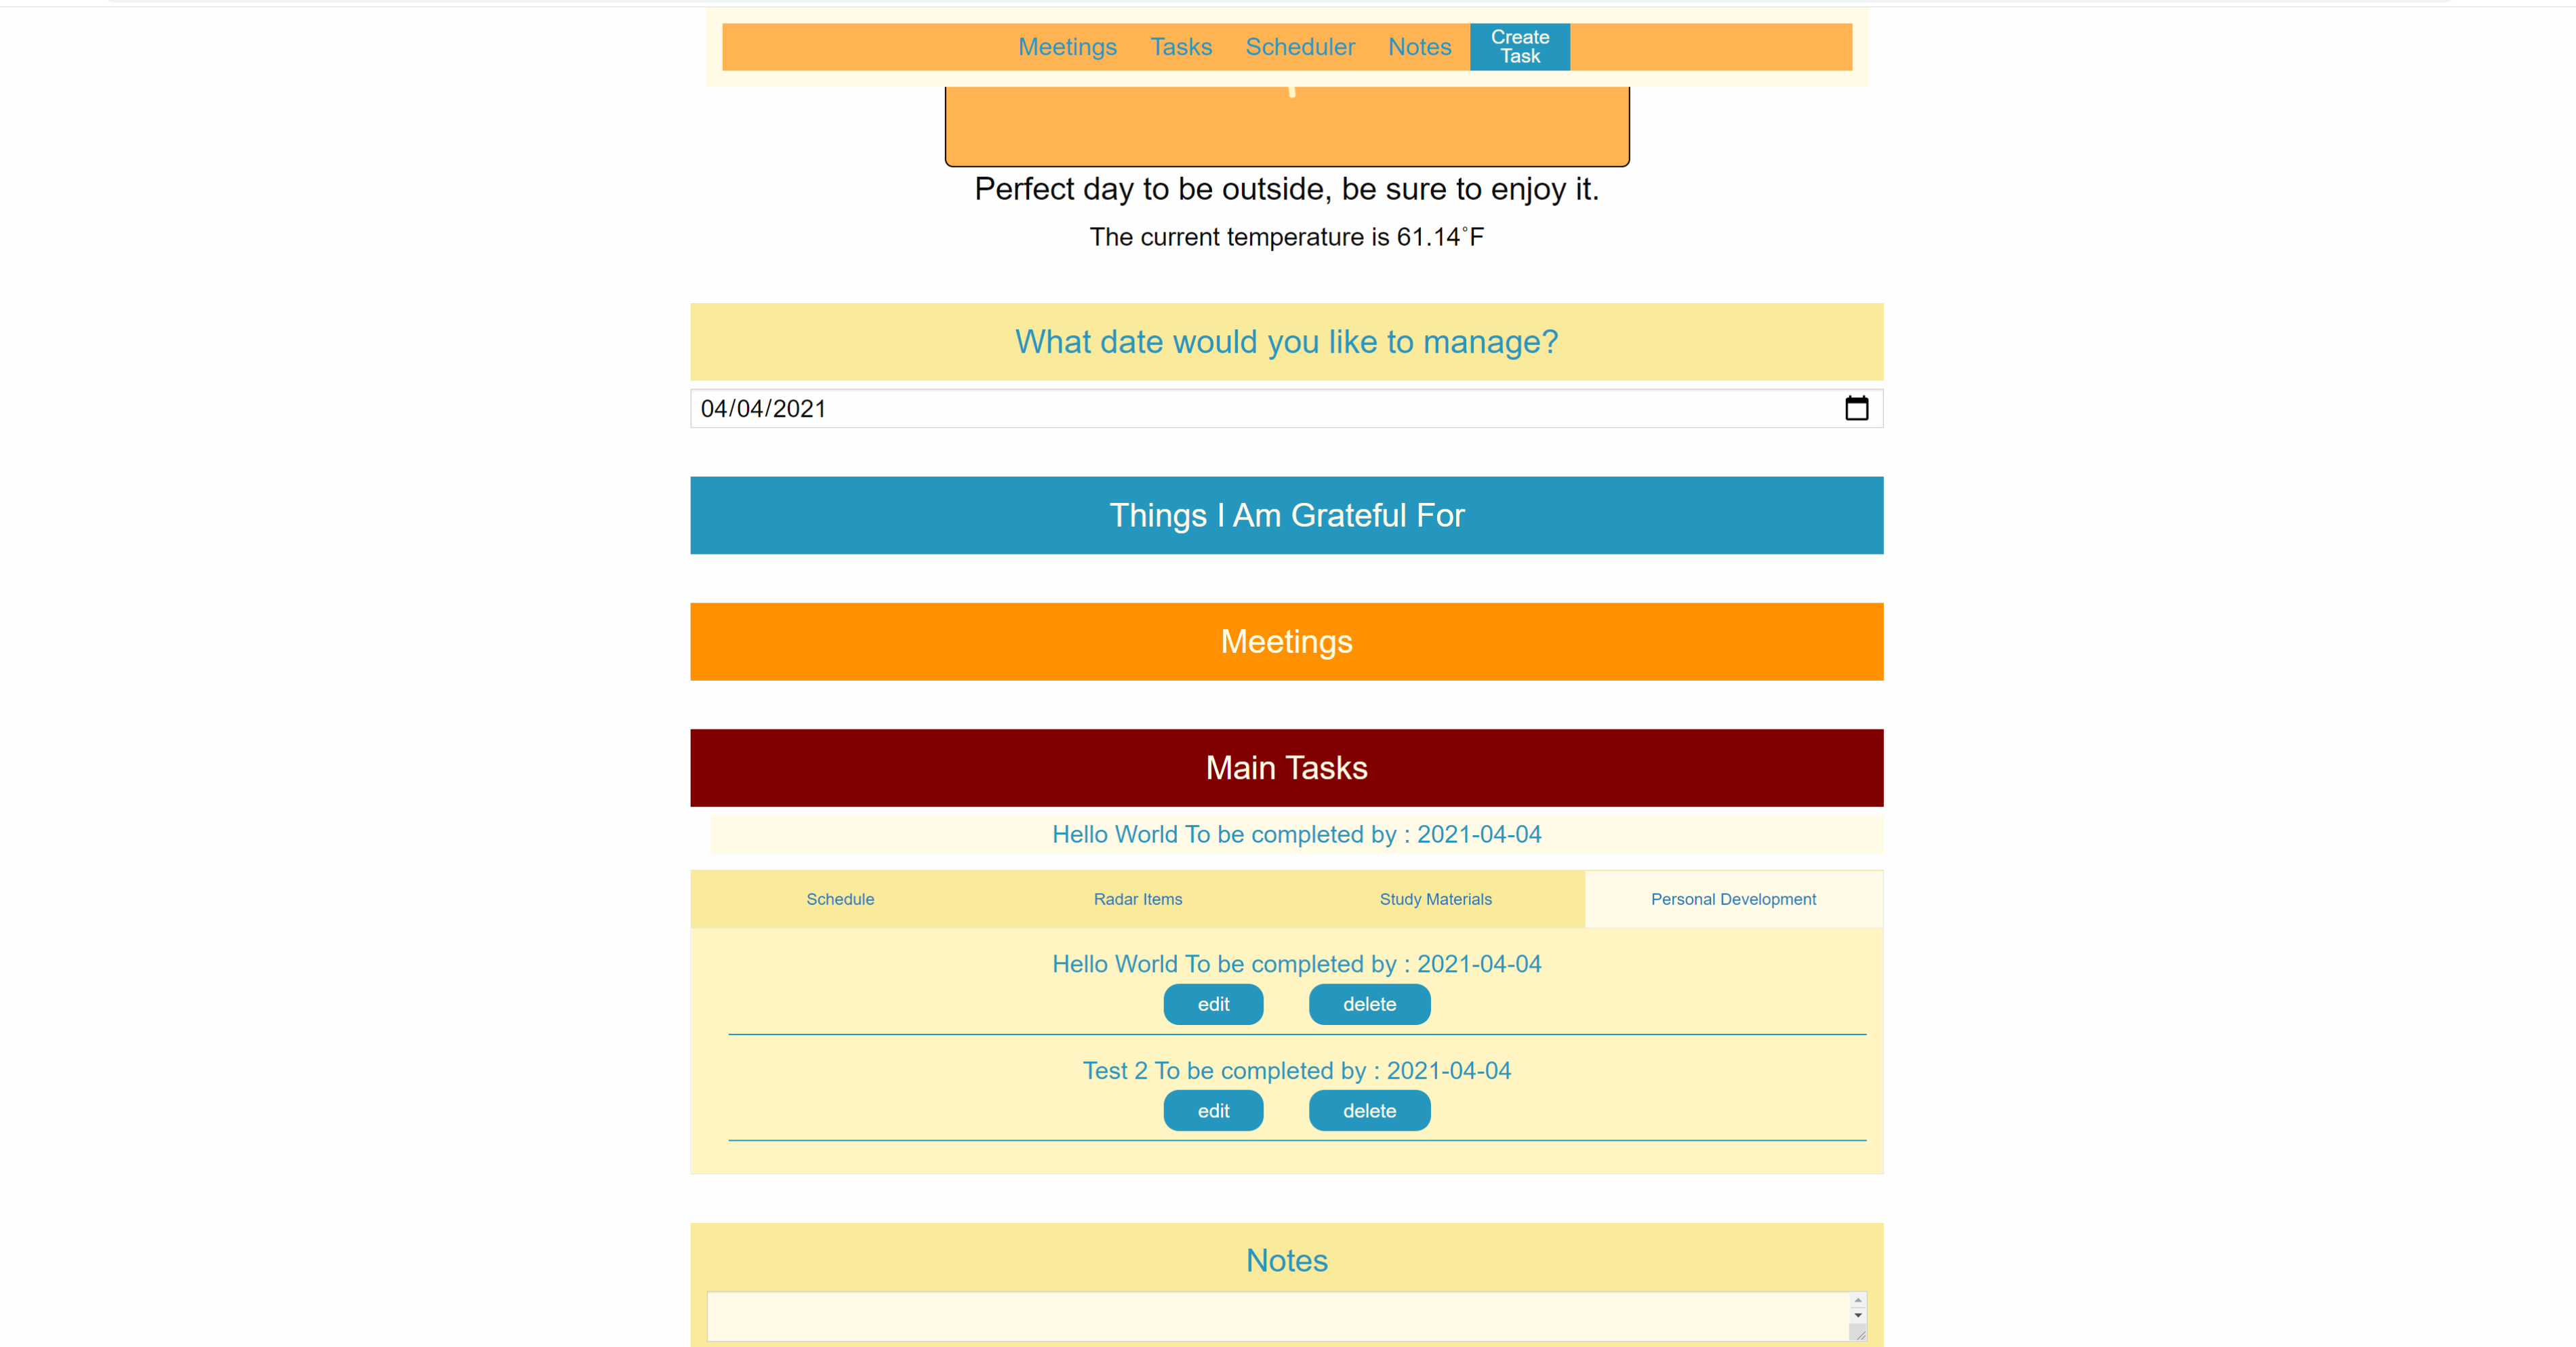 Meetings Tasks Scheduler Notes Create Task
Perfect day to be outside, be sure to enjoy it.
The current temperature is 61.14°F
What date would you like to manage?
04/04/2021
Things I Am Grateful For
Meetings
Main Tasks
Hello World To be completed by : 2021-04-04
Schedule Radar Items Study Materials Personal Development
Hello World To be completed by : 2021-04-04
edit delete
Test 2 To be completed by : 2021-04-04
edit delete
Notes